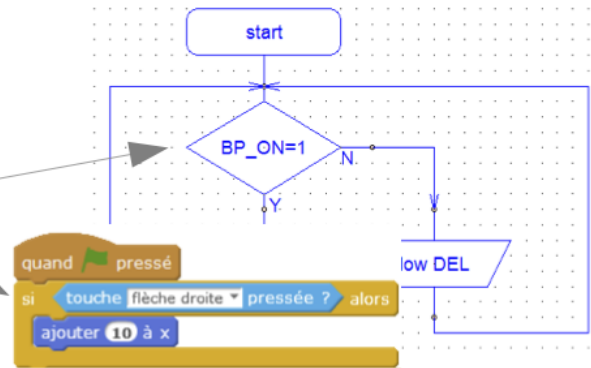 start
BP_ON=1
N
Y
low DEL
quand pressé
si touche flèche droite pressée ? alors
ajouter 10 à x